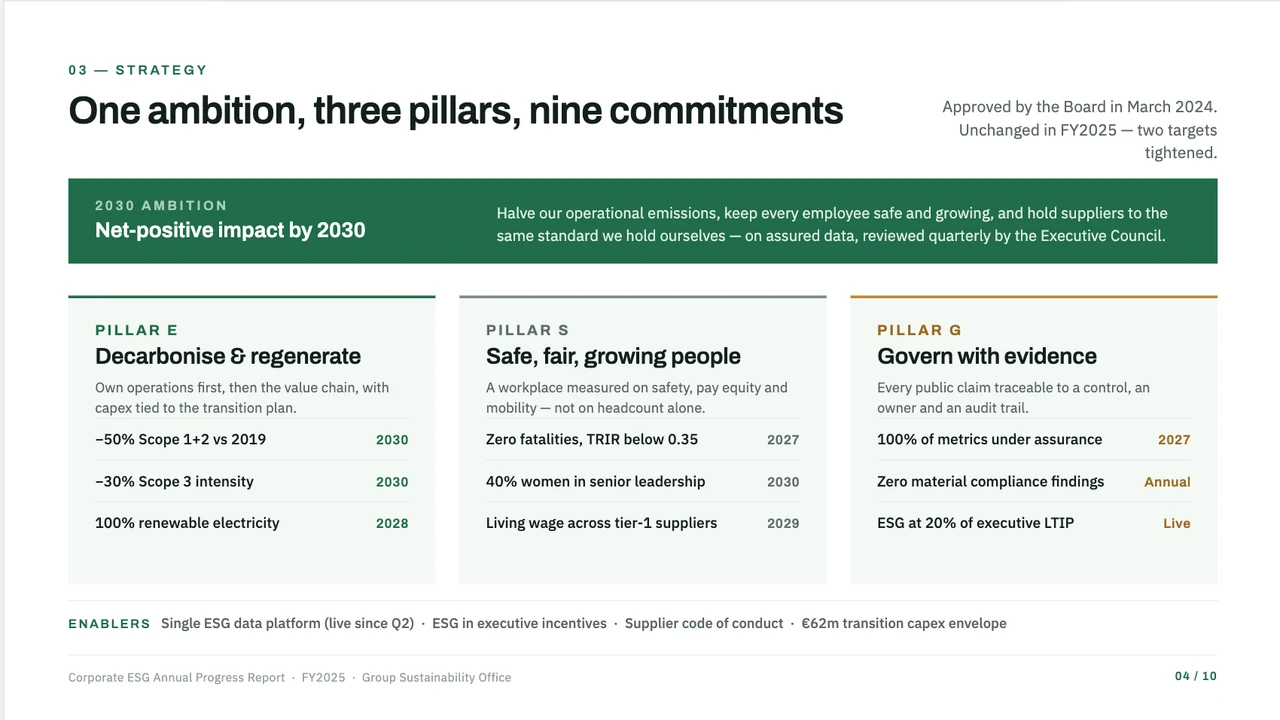 03 — STRATEGY
One ambition, three pillars, nine commitments
Approved by the Board in March 2024.
Unchanged in FY2025 — two targets
tightened.
2030 AMBITION
Net-positive impact by 2030
Halve our operational emissions, keep every employee safe and growing, and hold suppliers to the
same standard we hold ourselves — on assured data, reviewed quarterly by the Executive Council.
PILLAR E
Decarbonise & regenerate
Own operations first, then the value chain, with
capex tied to the transition plan.
−50% Scope 1+2 vs 2019 2030
−30% Scope 3 intensity 2030
100% renewable electricity 2028
PILLAR S
Safe, fair, growing people
A workplace measured on safety, pay equity and
mobility — not on headcount alone.
Zero fatalities, TRIR below 0.35 2027
40% women in senior leadership 2030
Living wage across tier-1 suppliers 2029
PILLAR G
Govern with evidence
Every public claim traceable to a control, an
owner and an audit trail.
100% of metrics under assurance 2027
Zero material compliance findings Annual
ESG at 20% of executive LTIP Live
ENABLERS Single ESG data platform (live since Q2) · ESG in executive incentives · Supplier code of conduct · €62m transition capex envelope
Corporate ESG Annual Progress Report · FY2025 · Group Sustainability Office 04 / 10